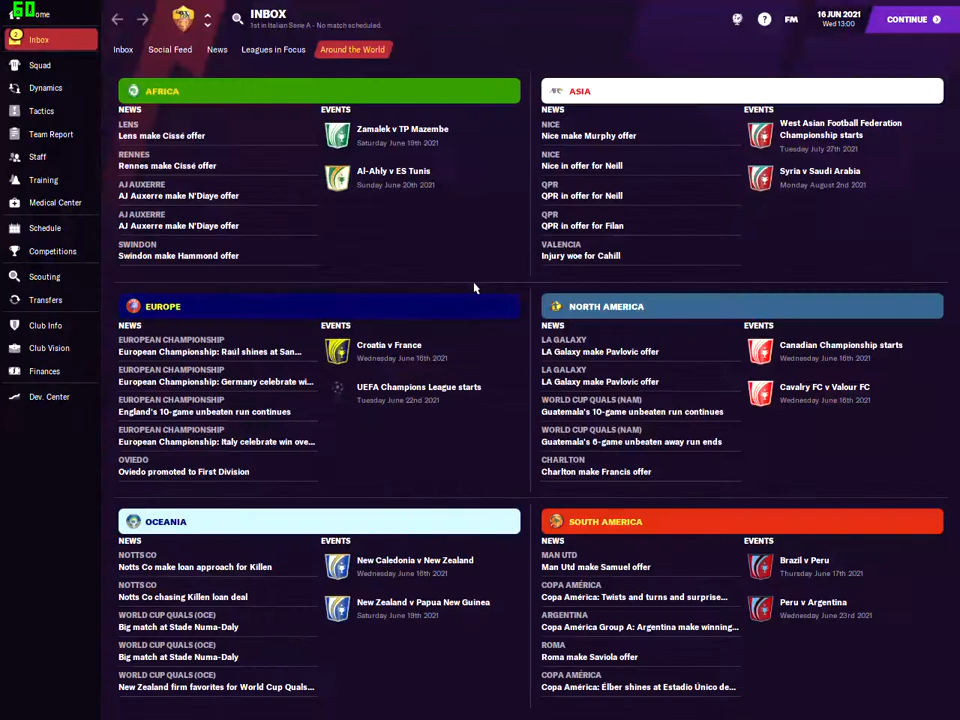 60
ome
INBOX
1st in Italian Serie A - No match scheduled.
FM
16 JUN 2021
Wed 13:00
CONTINUE
2
Inbox
Inbox
Social Feed
News
Leagues in Focus
Around the World
Squad
Dynamics
Tactics
Team Report
Staff
Training
Medical Center
Schedule
Competitions
Scouting
Transfers
Club Info
Club Vision
Finances
Dev. Center
AFRICA
NEWS
LENS
Lens make Cissé offer
RENNES
Rennes make Cissé offer
AJ AUXERRE
AJ Auxerre make N'Diaye offer
AJ AUXERRE
AJ Auxerre make N'Diaye offer
SWINDON
Swindon make Hammond offer
EVENTS
Zamalek v TP Mazembe
Saturday June 19th 2021
Al-Ahly v ES Tunis
Sunday June 20th 2021
ASIA
NEWS
NICE
Nice make Murphy offer
NICE
Nice in offer for Neill
QPR
QPR in offer for Neill
QPR
QPR in offer for Filan
VALENCIA
Injury woe for Cahill
EVENTS
West Asian Football Federation
Championship starts
Tuesday July 27th 2021
Syria v Saudi Arabia
Monday August 2nd 2021
EUROPE
NEWS
EUROPEAN CHAMPIONSHIP
European Championship: Raúl shines at San...
EUROPEAN CHAMPIONSHIP
European Championship: Germany celebrate wi...
EUROPEAN CHAMPIONSHIP
England's 10-game unbeaten run continues
EUROPEAN CHAMPIONSHIP
European Championship: Italy celebrate win ove...
OVIEDO
Oviedo promoted to First Division
EVENTS
Croatia v France
Wednesday June 16th 2021
UEFA Champions League starts
Tuesday June 22nd 2021
NORTH AMERICA
NEWS
LA GALAXY
LA Galaxy make Pavlovic offer
LA GALAXY
LA Galaxy make Pavlovic offer
WORLD CUP QUALS (NAM)
Guatemala's 10-game unbeaten run continues
WORLD CUP QUALS (NAM)
Guatemala's 6-game unbeaten away run ends
CHARLTON
Charlton make Francis offer
EVENTS
Canadian Championship starts
Wednesday June 16th 2021
Cavalry FC v Valour FC
Wednesday June 16th 2021
OCEANIA
NEWS
NOTTS CO
Notts Co make loan approach for Killen
NOTTS CO
Notts Co chasing Killen loan deal
WORLD CUP QUALS (OCE)
Big match at Stade Numa-Daly
WORLD CUP QUALS (OCE)
Big match at Stade Numa-Daly
WORLD CUP QUALS (OCE)
New Zealand firm favorites for World Cup Quals...
EVENTS
New Caledonia v New Zealand
Wednesday June 16th 2021
New Zealand v Papua New Guinea
Saturday June 19th 2021
SOUTH AMERICA
NEWS
MAN UTD
Man Utd make Samuel offer
COPA AMÉRICA
Copa América: Twists and turns and surprise...
ARGENTINA
Copa América Group A: Argentina make winning...
ROMA
Roma make Saviola offer
COPA AMÉRICA
Copa América: Élber shines at Estadio Único de...
EVENTS
Brazil v Peru
Thursday June 17th 2021
Peru v Argentina
Wednesday June 23rd 2021